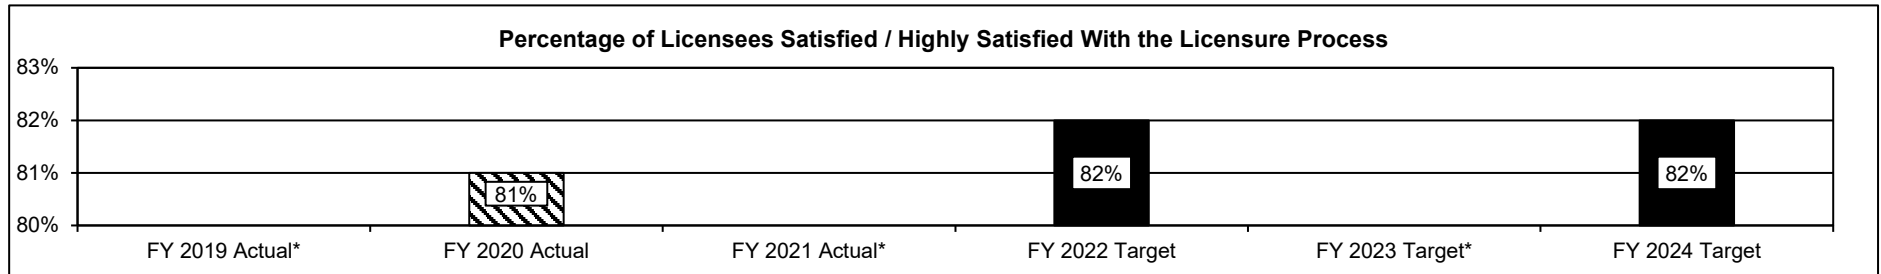 Percentage of Licensees Satisfied / Highly Satisfied With the Licensure Process
83%
82%
81%
80%
81%
82%
82%
FY 2019 Actual*
FY 2020 Actual
FY 2021 Actual*
FY 2022 Target
FY 2023 Target*
FY 2024 Target